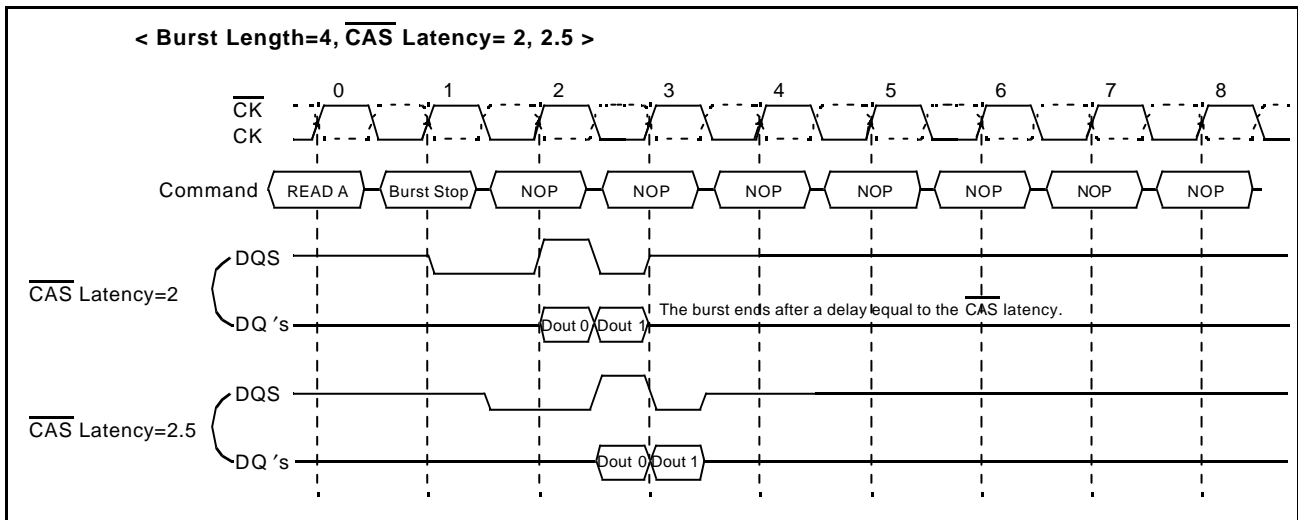 < Burst Length=4, CAS Latency= 2, 2.5 >
0 1 2 3 4 5 6 7 8
CK
CK
Command READ A Burst Stop NOP NOP NOP NOP NOP NOP NOP
DQS
CAS Latency=2
The burst ends after a delay equal to the CAS latency.
DQ ′s Dout 0 Dout 1
DQS
CAS Latency=2.5
DQ ′s Dout 0 Dout 1